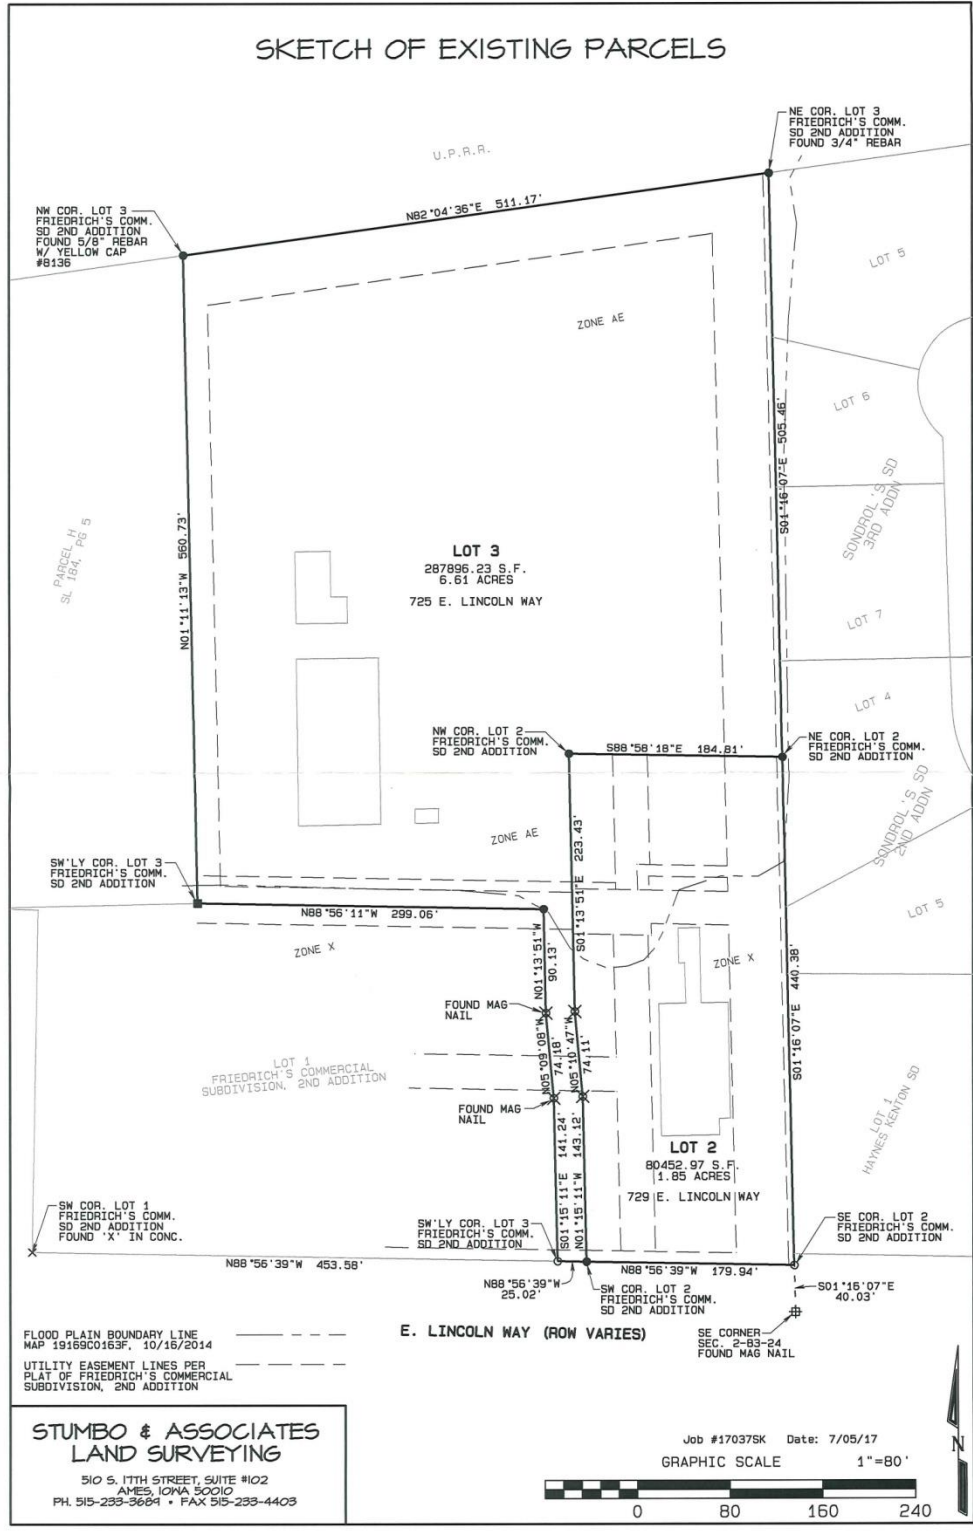 SKETCH OF EXISTING PARCELS
NE COR. LOT 3
FRIEDRICH'S COMM.
SD 2ND ADDITION
FOUND 3/4" REBAR
U.P.R.R.
NW COR. LOT 3
FRIEDRICH'S COMM.
SD 2ND ADDITION
FOUND 5/8" REBAR
W/ YELLOW CAP
#8136
N82°04'36"E 511.17'
LOT 5
ZONE AE
LOT 6
S01°16'07"E 505.46'
SONDROL'S SD
3RD ADDN
PARCEL H
SL 184, PG 5
N01°11'13"W 560.73'
LOT 3
287896.23 S.F.
6.61 ACRES
725 E. LINCOLN WAY
LOT 7
LOT 4
NW COR. LOT 2
FRIEDRICH'S COMM.
SD 2ND ADDITION
S88°58'18"E 184.81'
NE COR. LOT 2
FRIEDRICH'S COMM.
SD 2ND ADDITION
SONDROL'S SD
2ND ADDN
ZONE AE
S01°13'51"E 223.43'
SW'LY COR. LOT 3
FRIEDRICH'S COMM.
SD 2ND ADDITION
N88°56'11"W 299.06'
LOT 5
ZONE X
N01°13'51"W
90.13'
ZONE X
S01°16'07"E 440.38'
FOUND MAG
NAIL
N05°09'08"W
74.18'
N05°10'47"W
74.11'
LOT 1
FRIEDRICH'S COMMERCIAL
SUBDIVISION, 2ND ADDITION
FOUND MAG
NAIL
LOT 1
HAYNES KENTON SD
S01°15'11"E 141.24'
N01°15'11"W 143.12'
LOT 2
80452.97 S.F.
1.85 ACRES
729 E. LINCOLN WAY
SW COR. LOT 1
FRIEDRICH'S COMM.
SD 2ND ADDITION
FOUND 'X' IN CONC.
SW'LY COR. LOT 3
FRIEDRICH'S COMM.
SD 2ND ADDITION
SE COR. LOT 2
FRIEDRICH'S COMM.
SD 2ND ADDITION
N88°56'39"W 453.58'
N88°56'39"W 179.94'
N88°56'39"W
25.02'
SW COR. LOT 2
FRIEDRICH'S COMM.
SD 2ND ADDITION
S01°16'07"E
40.03'
E. LINCOLN WAY (ROW VARIES)
SE CORNER
SEC. 2-83-24
FOUND MAG NAIL
FLOOD PLAIN BOUNDARY LINE
MAP 19169C0163F, 10/16/2014
UTILITY EASEMENT LINES PER
PLAT OF FRIEDRICH'S COMMERCIAL
SUBDIVISION, 2ND ADDITION
STUMBO & ASSOCIATES
LAND SURVEYING
510 S. 17TH STREET, SUITE #102
AMES, IOWA 50010
PH. 515-233-3689 • FAX 515-233-4403
Job #17037SK Date: 7/05/17
GRAPHIC SCALE 1"=80'
0 80 160 240
N